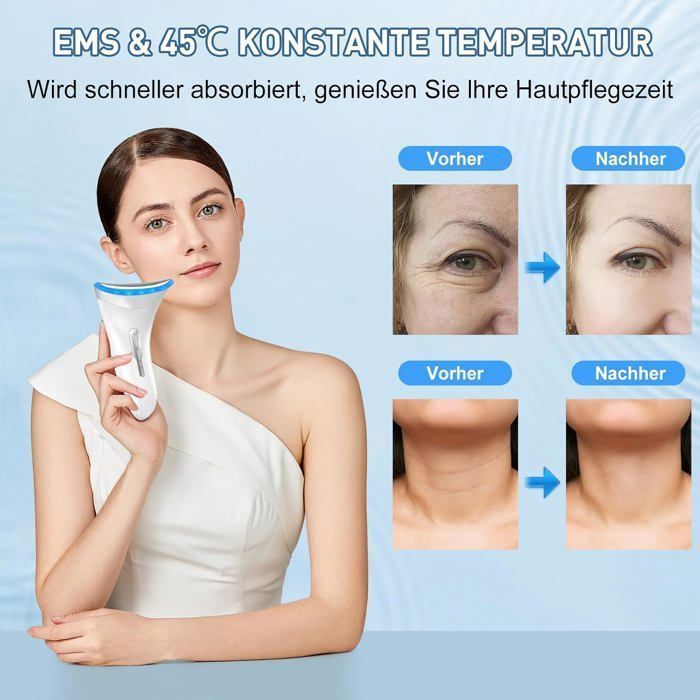 EMS & 45℃ KONSTANTE TEMPERATUR
Wird schneller absorbiert, genießen Sie Ihre Hautpflegezeit
Vorher
Nachher
Vorher
Nachher